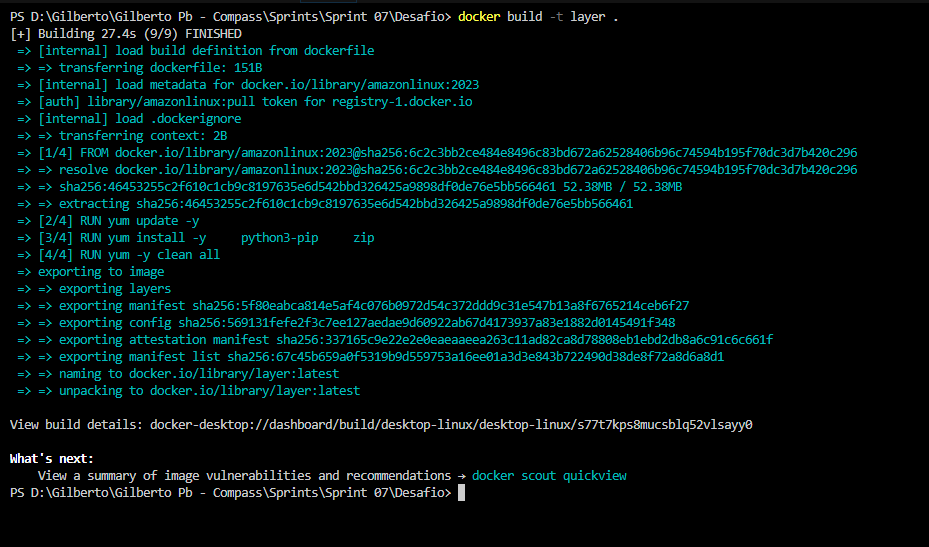 PS D:\Gilberto\Gilberto Pb - Compass\Sprints\Sprint 07\Desafio> docker build -t layer .
[+] Building 27.4s (9/9) FINISHED
=> [internal] load build definition from dockerfile
=> => transferring dockerfile: 151B
=> [internal] load metadata for docker.io/library/amazonlinux:2023
=> [auth] library/amazonlinux:pull token for registry-1.docker.io
=> [internal] load .dockerignore
=> => transferring context: 2B
=> [1/4] FROM docker.io/library/amazonlinux:2023@sha256:6c2c3bb2ce484e8496c83bd672a62528406b96c74594b195f70dc3d7b420c296
=> => resolve docker.io/library/amazonlinux:2023@sha256:6c2c3bb2ce484e8496c83bd672a62528406b96c74594b195f70dc3d7b420c296
=> => sha256:46453255c2f610c1cb9c8197635e6d542bbd326425a9898df0de76e5bb566461 52.38MB / 52.38MB
=> => extracting sha256:46453255c2f610c1cb9c8197635e6d542bbd326425a9898df0de76e5bb566461
=> [2/4] RUN yum update -y
=> [3/4] RUN yum install -y     python3-pip     zip
=> [4/4] RUN yum -y clean all
=> exporting to image
=> => exporting layers
=> => exporting manifest sha256:5f80eabca814e5af4c076b0972d54c372ddd9c31e547b13a8f6765214ceb6f27
=> => exporting config sha256:569131fefe2f3c7ee127aedae9d60922ab67d4173937a83e1882d0145491f348
=> => exporting attestation manifest sha256:337165c9e22e2e0eaeaaeea263c11ad82ca8d78808eb1ebd2db8a6c91c6c661f
=> => exporting manifest list sha256:67c45b659a0f5319b9d559753a16ee01a3d3e843b722490d38de8f72a8d6a8d1
=> => naming to docker.io/library/layer:latest
=> => unpacking to docker.io/library/layer:latest
View build details: docker-desktop://dashboard/build/desktop-linux/desktop-linux/s77t7kps8mucsblq52vlsayy0
What's next:
View a summary of image vulnerabilities and recommendations → docker scout quickview
PS D:\Gilberto\Gilberto Pb - Compass\Sprints\Sprint 07\Desafio>